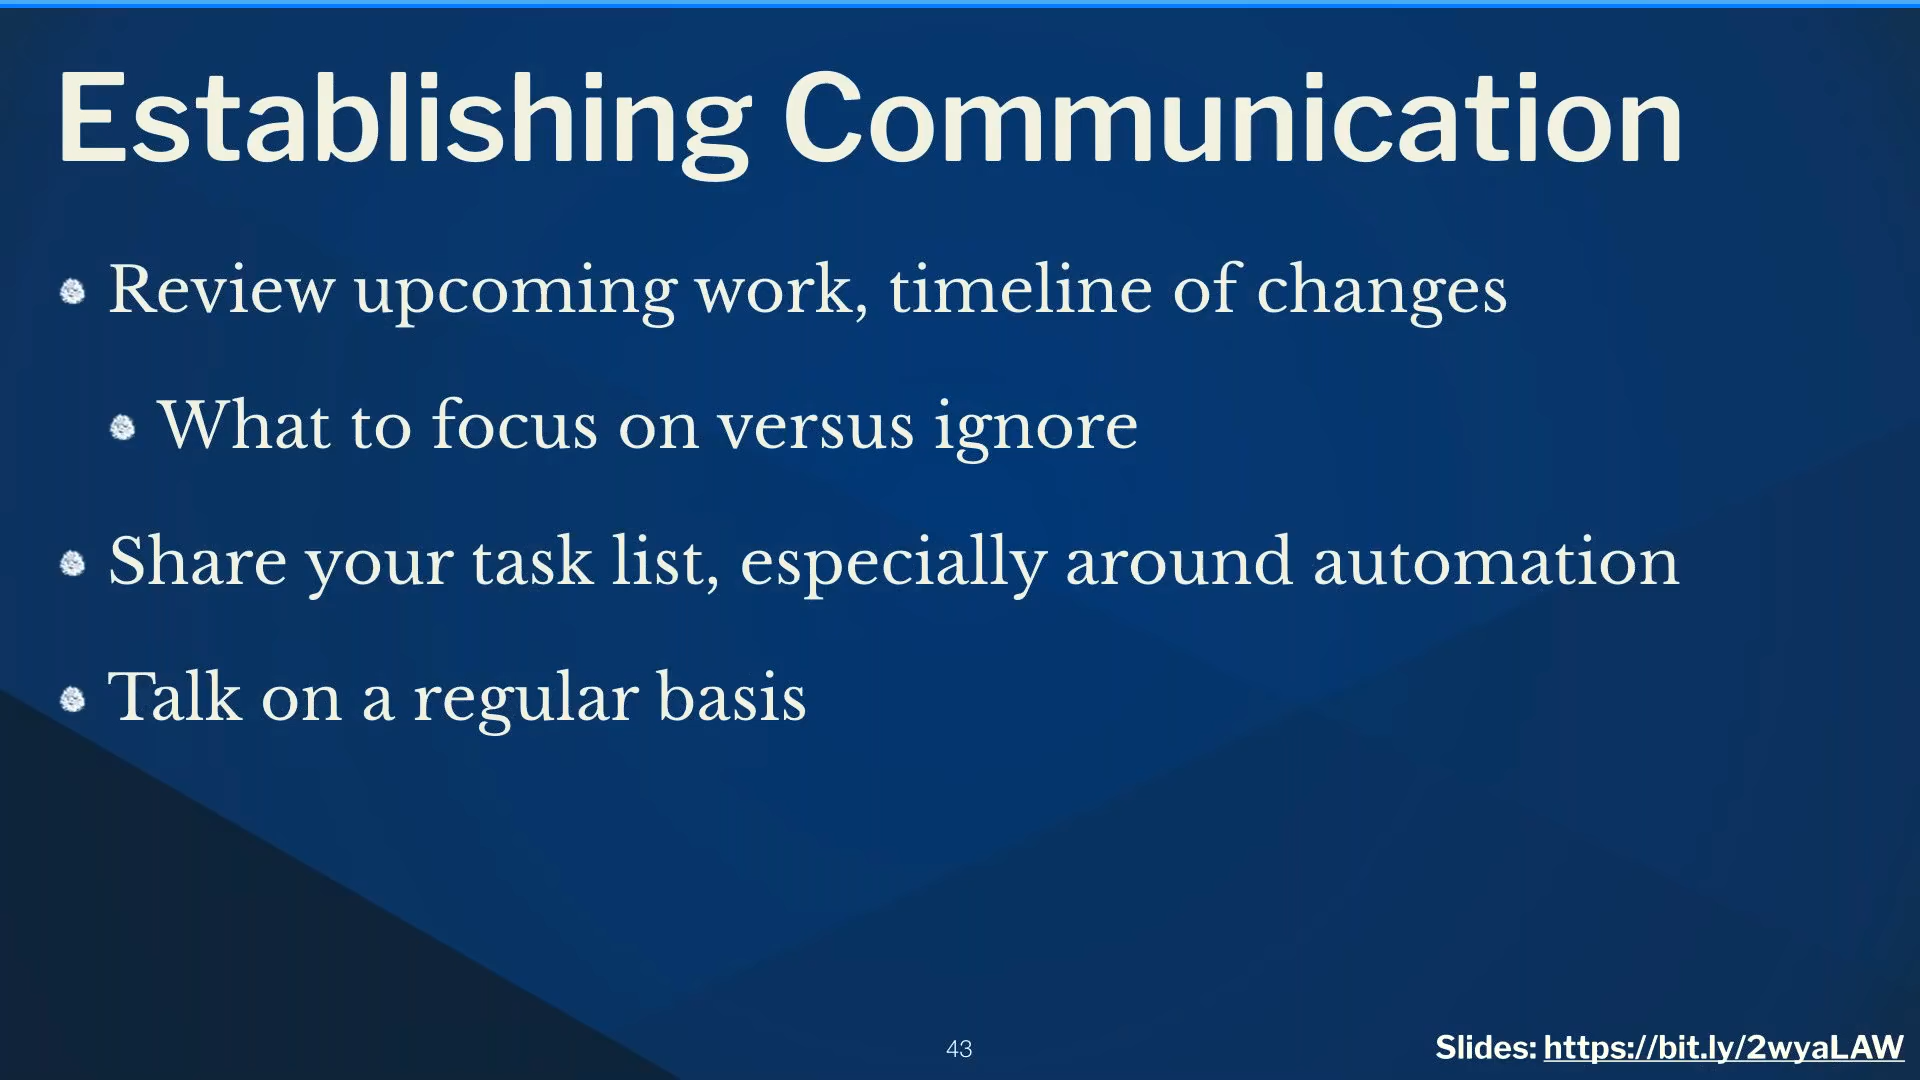 Establishing Communication
Review upcoming work, timeline of changes
What to focus on versus ignore
Share your task list, especially around automation
Talk on a regular basis
43
Slides: https://bit.ly/2wyaLAW